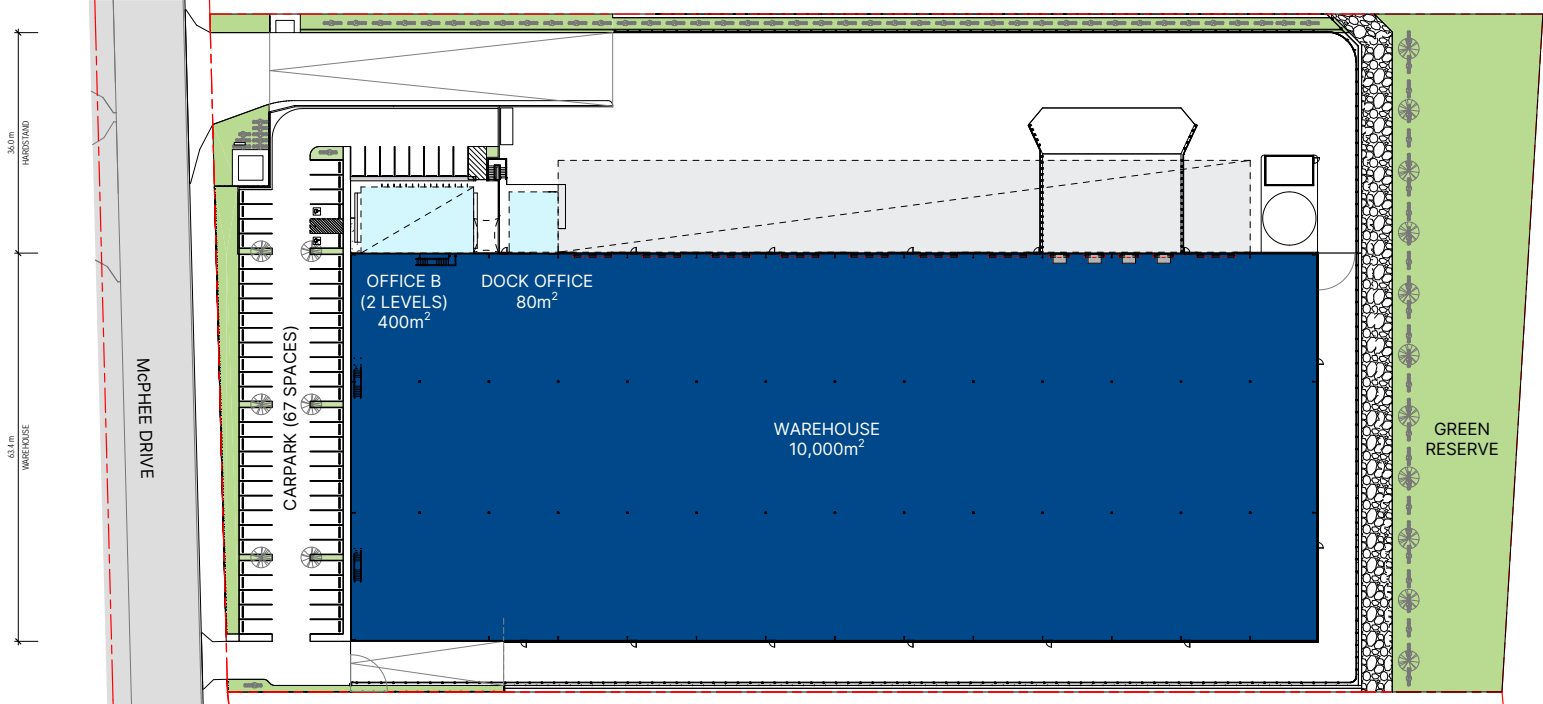 36.0 m
HARDSTAND
OFFICE B
(2 LEVELS)
400m²
DOCK OFFICE
80m²
63.4 m
WAREHOUSE
McPHEE DRIVE
CARPARK (67 SPACES)
WAREHOUSE
10,000m²
GREEN
RESERVE